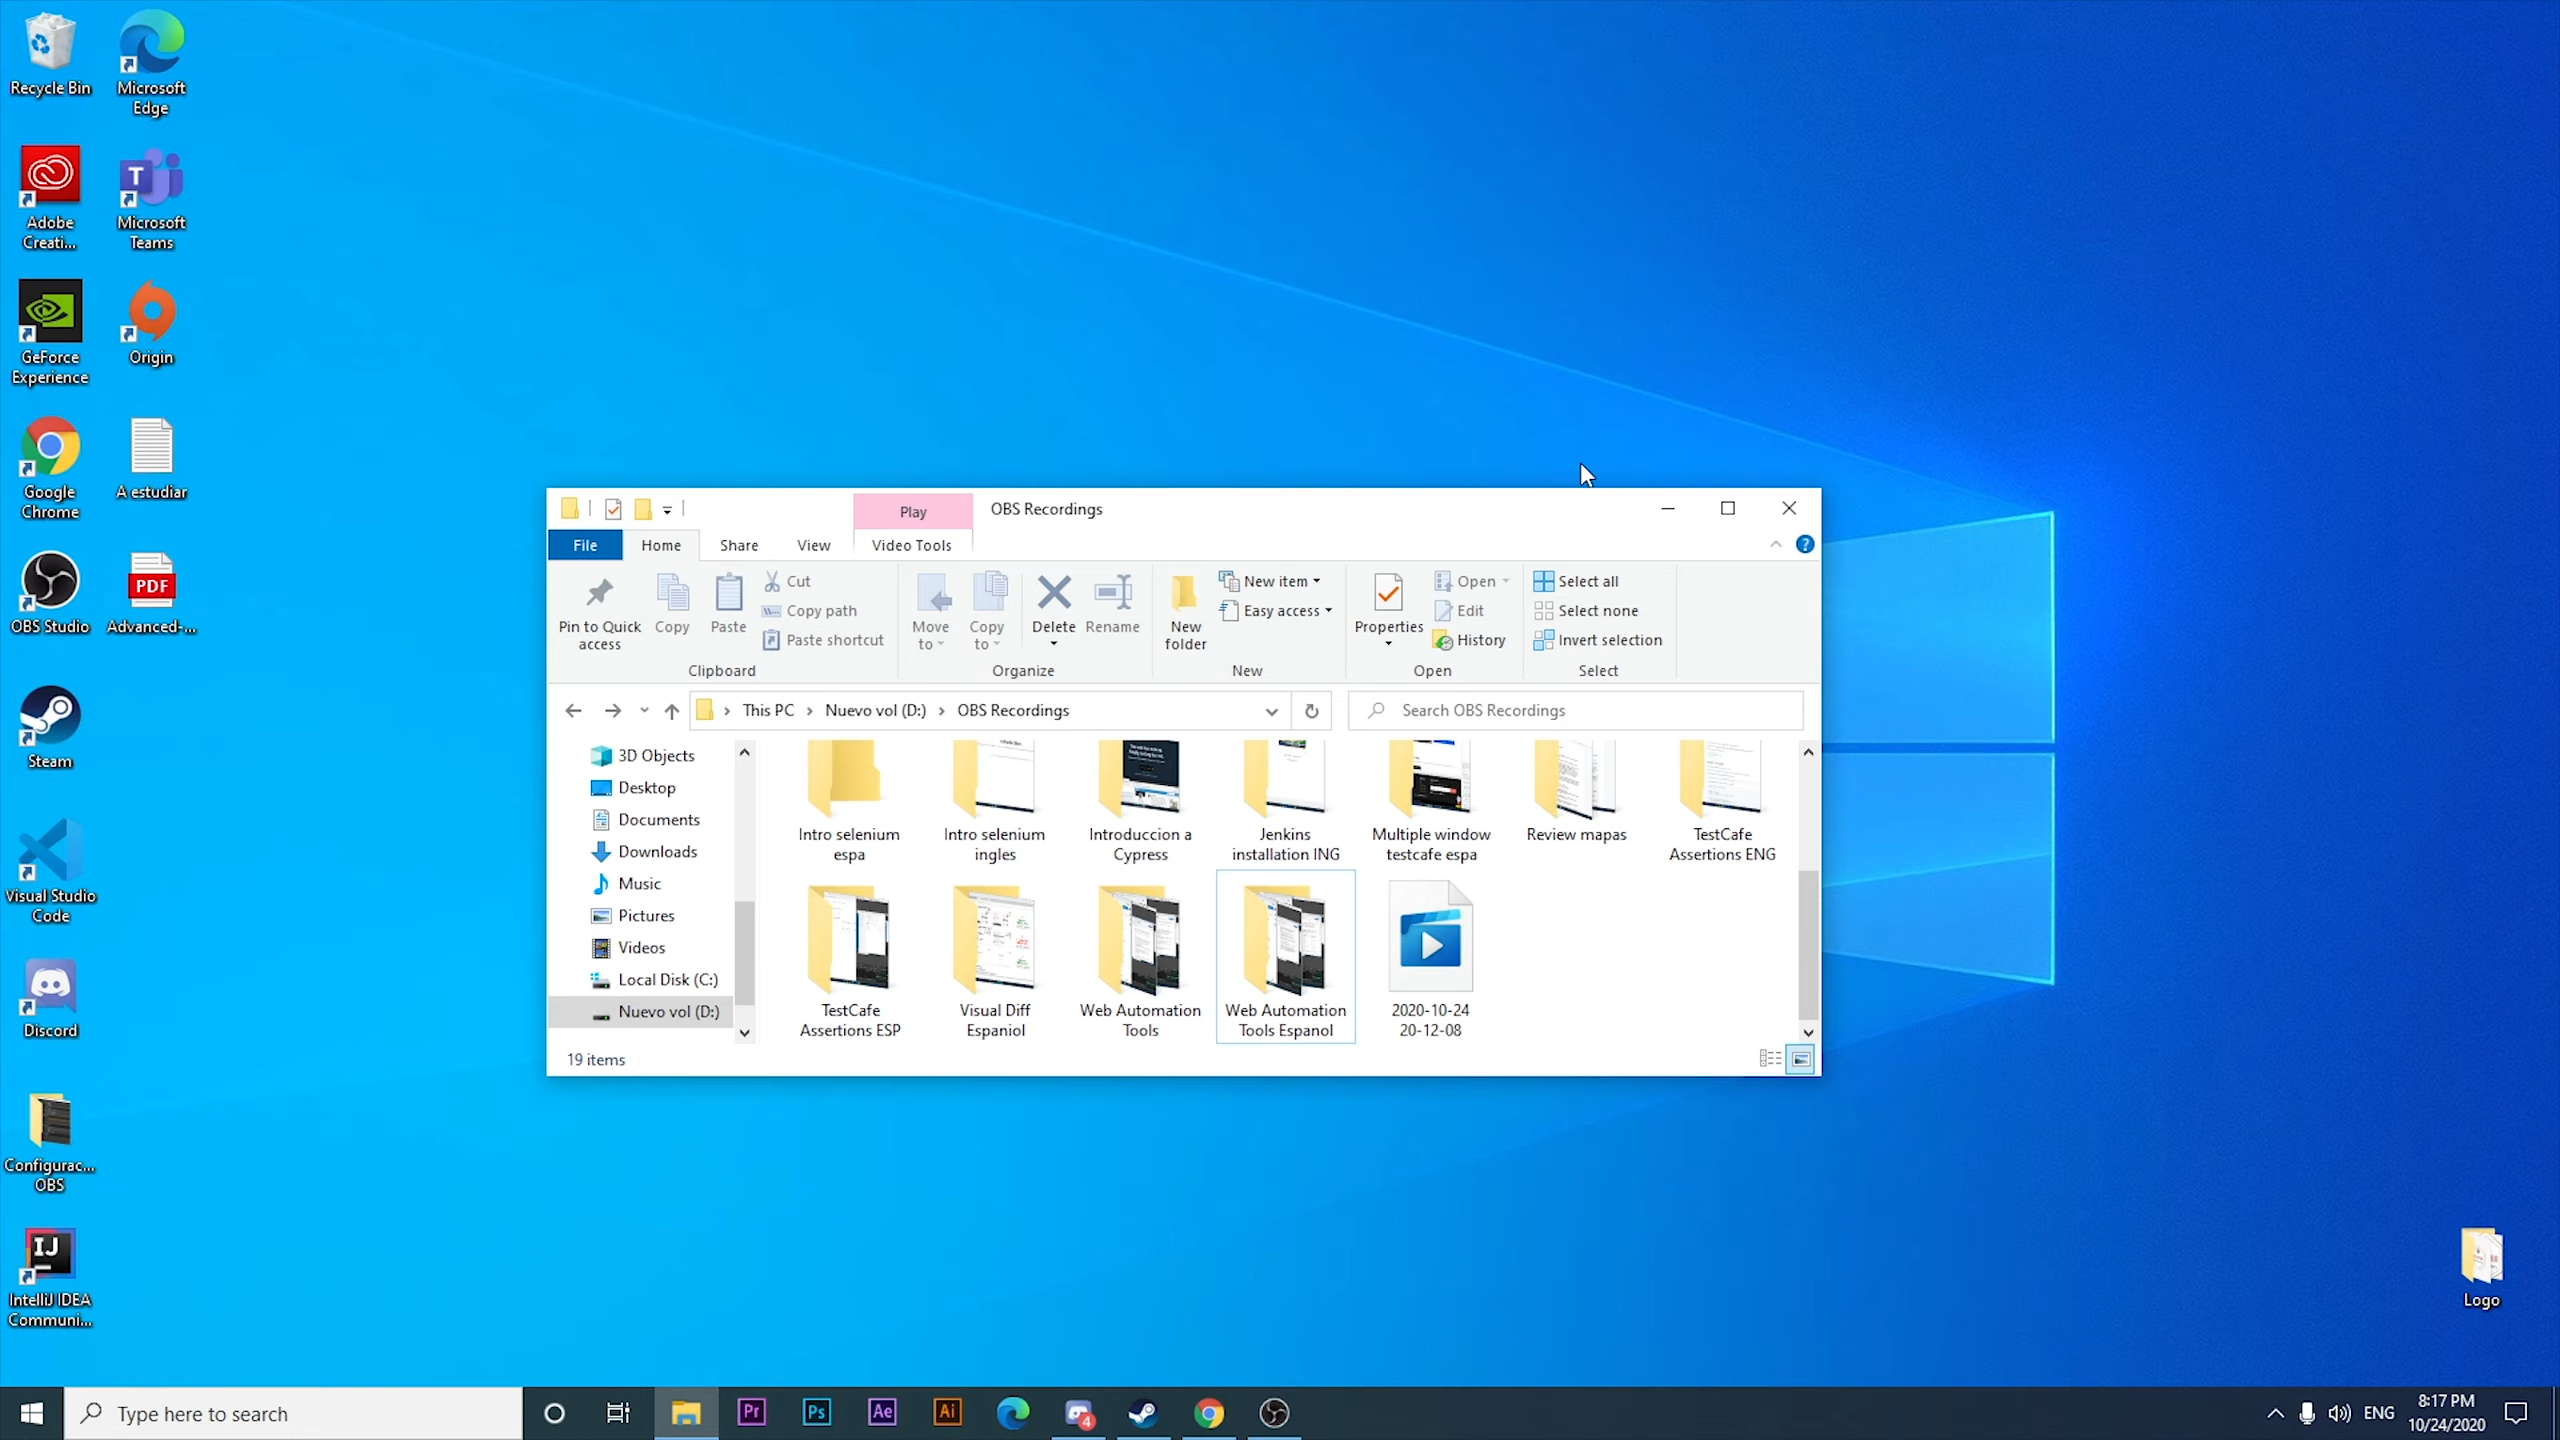 Recycle Bin
Microsoft
Edge
Adobe
Creati...
Microsoft
Teams
GeForce
Experience
Origin
Google
Chrome
A estudiar
OBS Studio
PDF
Advanced-...
Steam
Visual Studio
Code
Discord
Configurac...
OBS
IJ
IntelliJ IDEA
Communi...
Logo
Play
OBS Recordings
File
Home
Share
View
Video Tools
Pin to Quick
access
Copy
Paste
Cut
Copy path
Paste shortcut
Clipboard
Move
to
Copy
to
Delete
Rename
Organize
New
folder
New item
Easy access
New
Properties
Open
Edit
History
Open
Select all
Select none
Invert selection
Select
This PC
Nuevo vol (D:)
OBS Recordings
Search OBS Recordings
3D Objects
Desktop
Documents
Downloads
Music
Pictures
Videos
Local Disk (C:)
Nuevo vol (D:)
Intro selenium
espa
Intro selenium
ingles
Introduccion a
Cypress
Jenkins
installation ING
Multiple window
testcafe espa
Review mapas
TestCafe
Assertions ENG
TestCafe
Assertions ESP
Visual Diff
Espaniol
Web Automation
Tools
Web Automation
Tools Espanol
2020-10-24
20-12-08
19 items
Type here to search
Pr
Ps
Ae
Ai
4
ENG
8:17 PM
10/24/2020